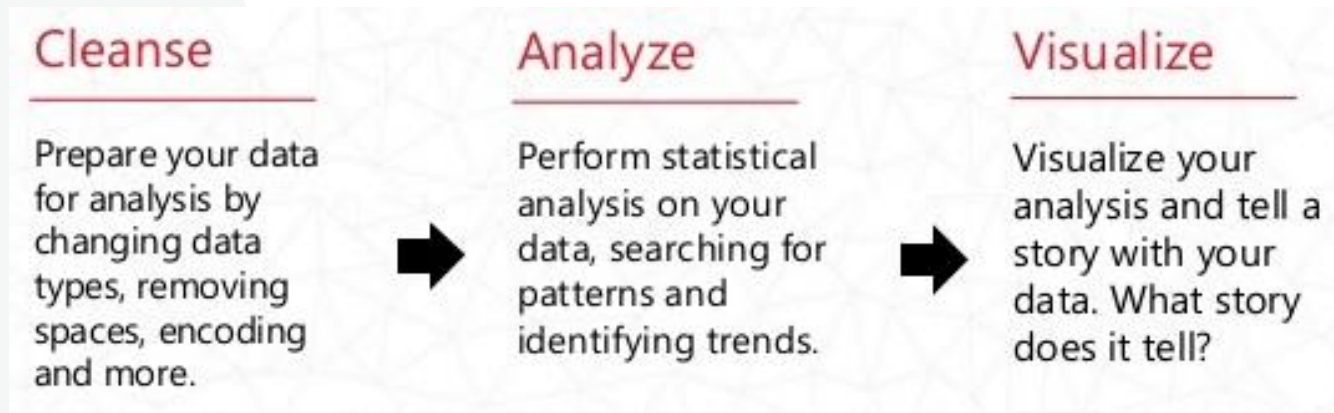 Cleanse
Prepare your data
for analysis by
changing data
types, removing
spaces, encoding
and more.
Analyze
Perform statistical
analysis on your
data, searching for
patterns and
identifying trends.
Visualize
Visualize your
analysis and tell a
story with your
data. What story
does it tell?